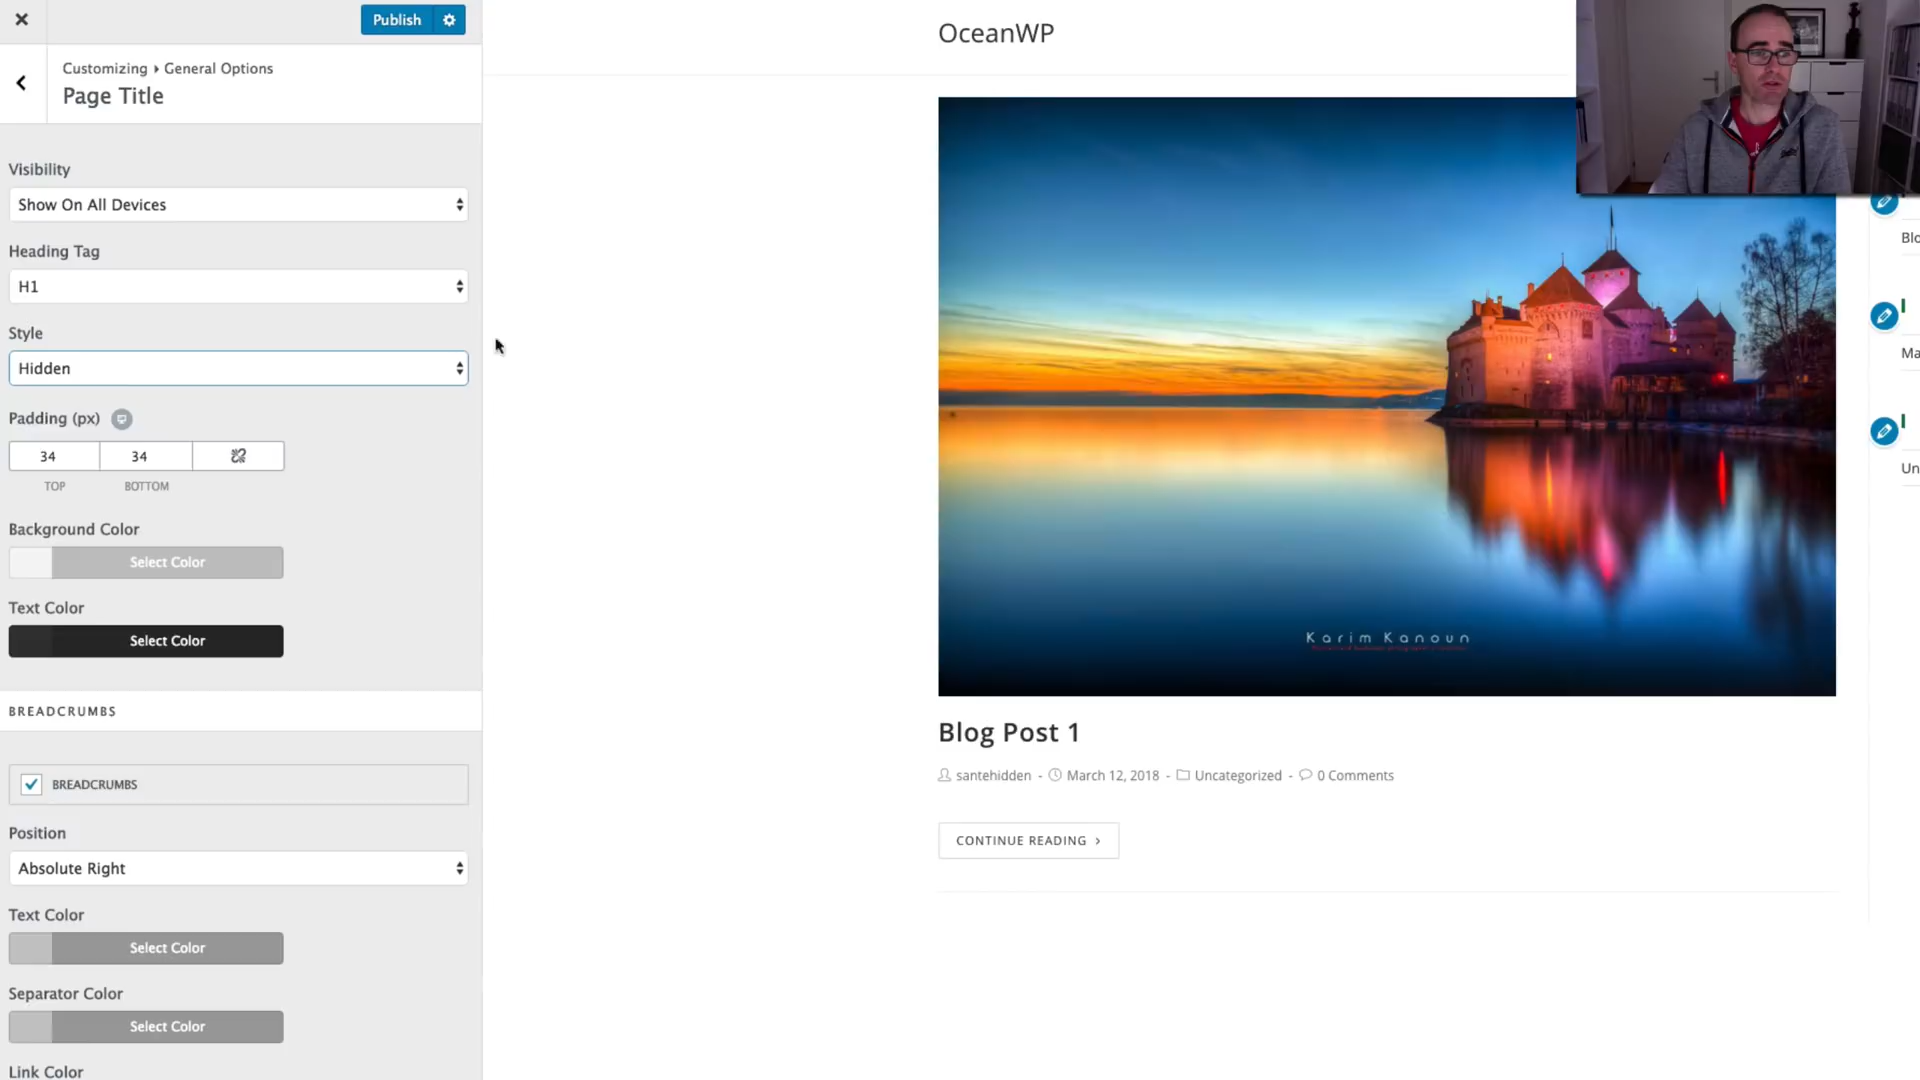 Publish
Customizing ▸ General Options
Page Title
Visibility
Show On All Devices
Heading Tag
H1
Style
Hidden
Padding (px)
34 34
TOP BOTTOM
Background Color
Select Color
Text Color
Select Color
BREADCRUMBS
BREADCRUMBS
Position
Absolute Right
Text Color
Select Color
Separator Color
Select Color
Link Color
OceanWP
Karim Kanoun
Blog Post 1
santehidden - March 12, 2018 - Uncategorized - 0 Comments
CONTINUE READING ›
Blo
Ma
Un